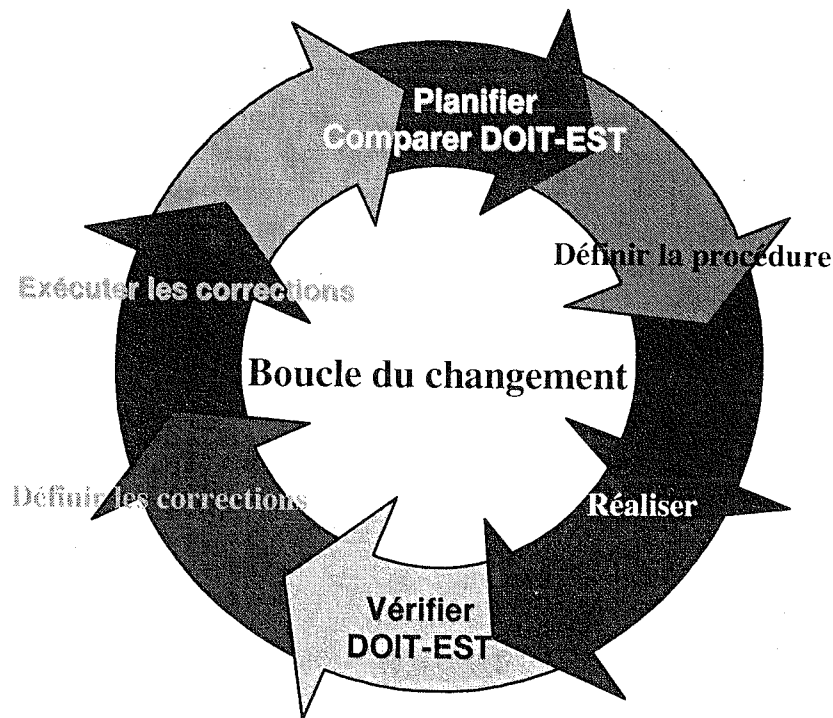 Planifier
Comparer DOIT-EST
Définir la procédure
Exécuter les corrections
Boucle du changement
Définir les corrections
Réaliser
Vérifier
DOIT-EST